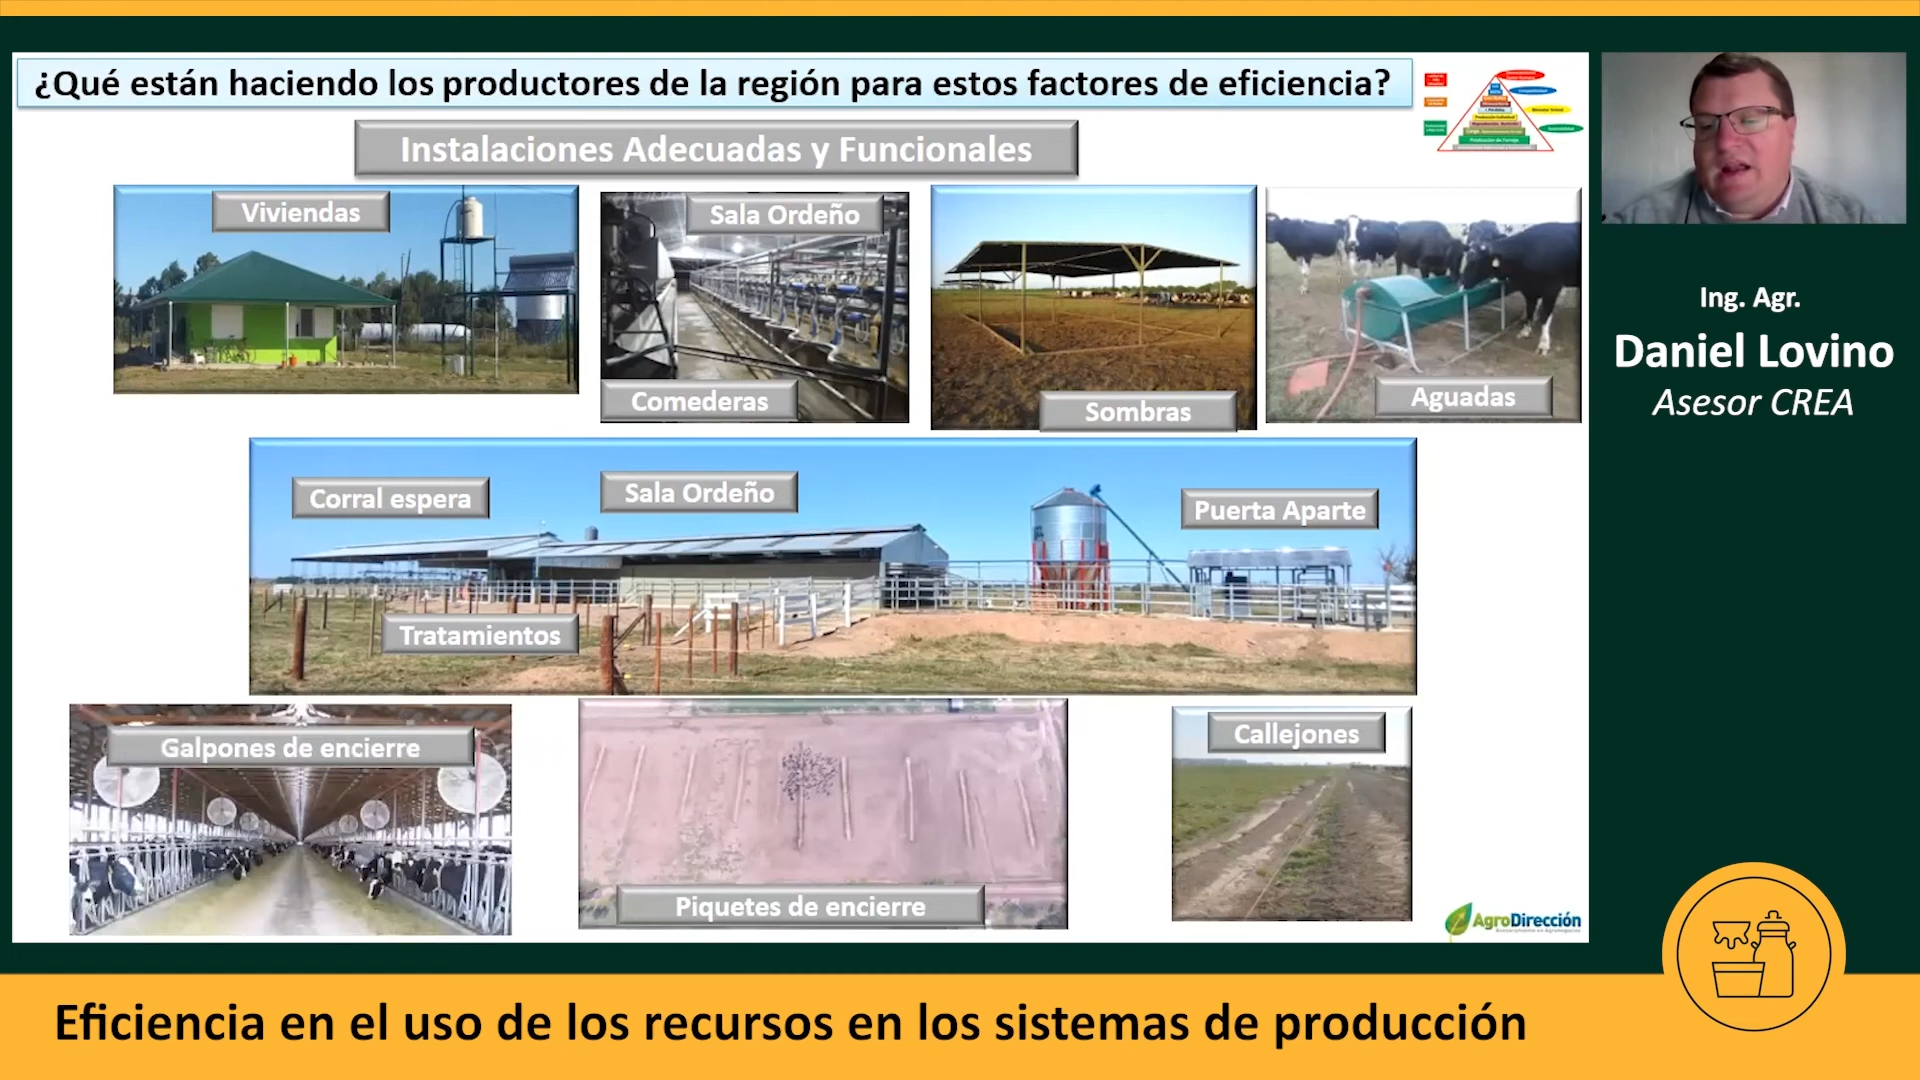 ¿Qué están haciendo los productores de la región para estos factores de eficiencia?
Instalaciones Adecuadas y Funcionales
Viviendas
Sala Ordeño
Comederas
Sombras
Aguadas
Corral espera
Sala Ordeño
Puerta Aparte
Tratamientos
Galpones de encierre
Piquetes de encierre
Callejones
AgroDirección
Ing. Agr.
Daniel Lovino
Asesor CREA
Eficiencia en el uso de los recursos en los sistemas de producción